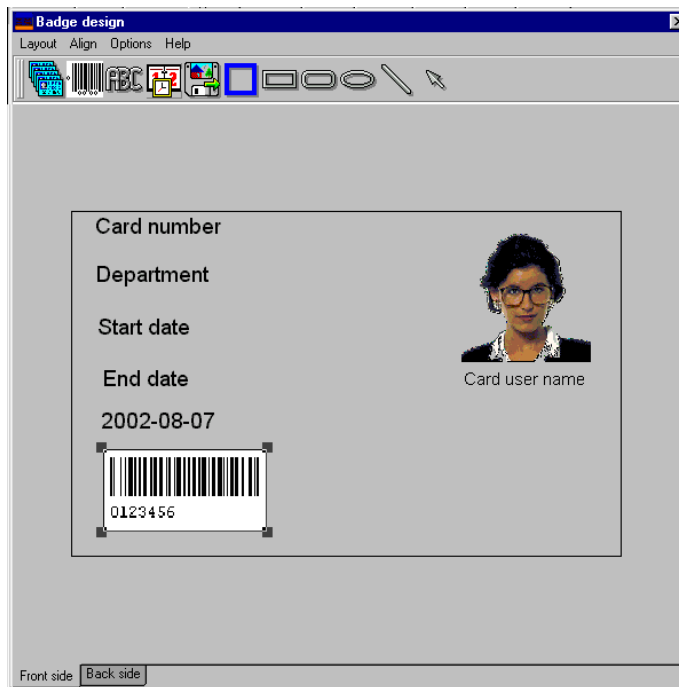 Badge design
Layout Align Options Help
ABC
Card number
Department
Start date
End date
2002-08-07
0123456
Card user name
Front side Back side